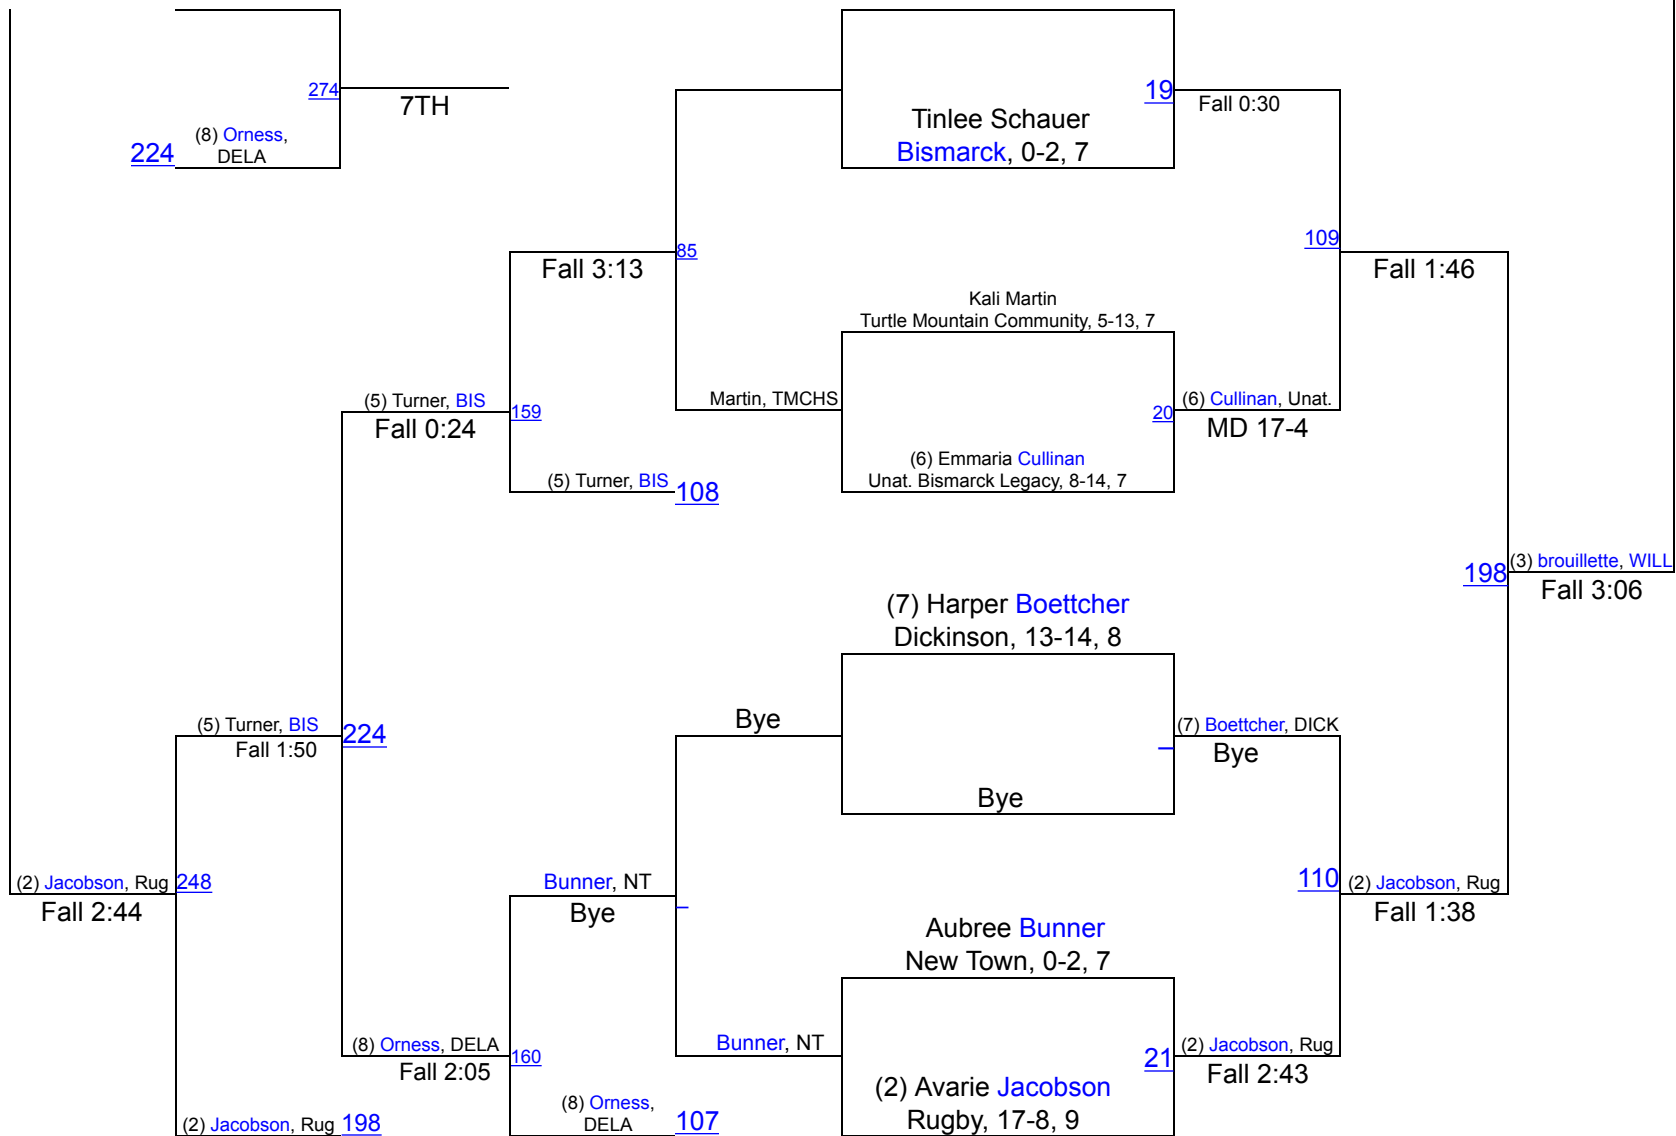 274
7TH
(8) Orness,
DELA
224
19
Fall 0:30
Tinlee Schauer
Bismarck, 0-2, 7
109
85
Fall 3:13
Fall 1:46
Kali Martin
Turtle Mountain Community, 5-13, 7
(5) Turner, BIS
159
Fall 0:24
Martin, TMCHS
20
(6) Cullinan, Unat.
MD 17-4
(6) Emmaria Cullinan
Unat. Bismarck Legacy, 8-14, 7
(5) Turner, BIS
108
198
(3) brouillette, WILL
Fall 3:06
(7) Harper Boettcher
Dickinson, 13-14, 8
(5) Turner, BIS
Fall 1:50
224
Bye
(7) Boettcher, DICK
Bye
Bye
(2) Jacobson, Rug
248
Fall 2:44
Bunner, NT
Bye
110
(2) Jacobson, Rug
Fall 1:38
Aubree Bunner
New Town, 0-2, 7
(8) Orness, DELA
160
Fall 2:05
Bunner, NT
21
(2) Jacobson, Rug
Fall 2:43
(2) Avarie Jacobson
Rugby, 17-8, 9
(2) Jacobson, Rug
198
(8) Orness,
DELA
107